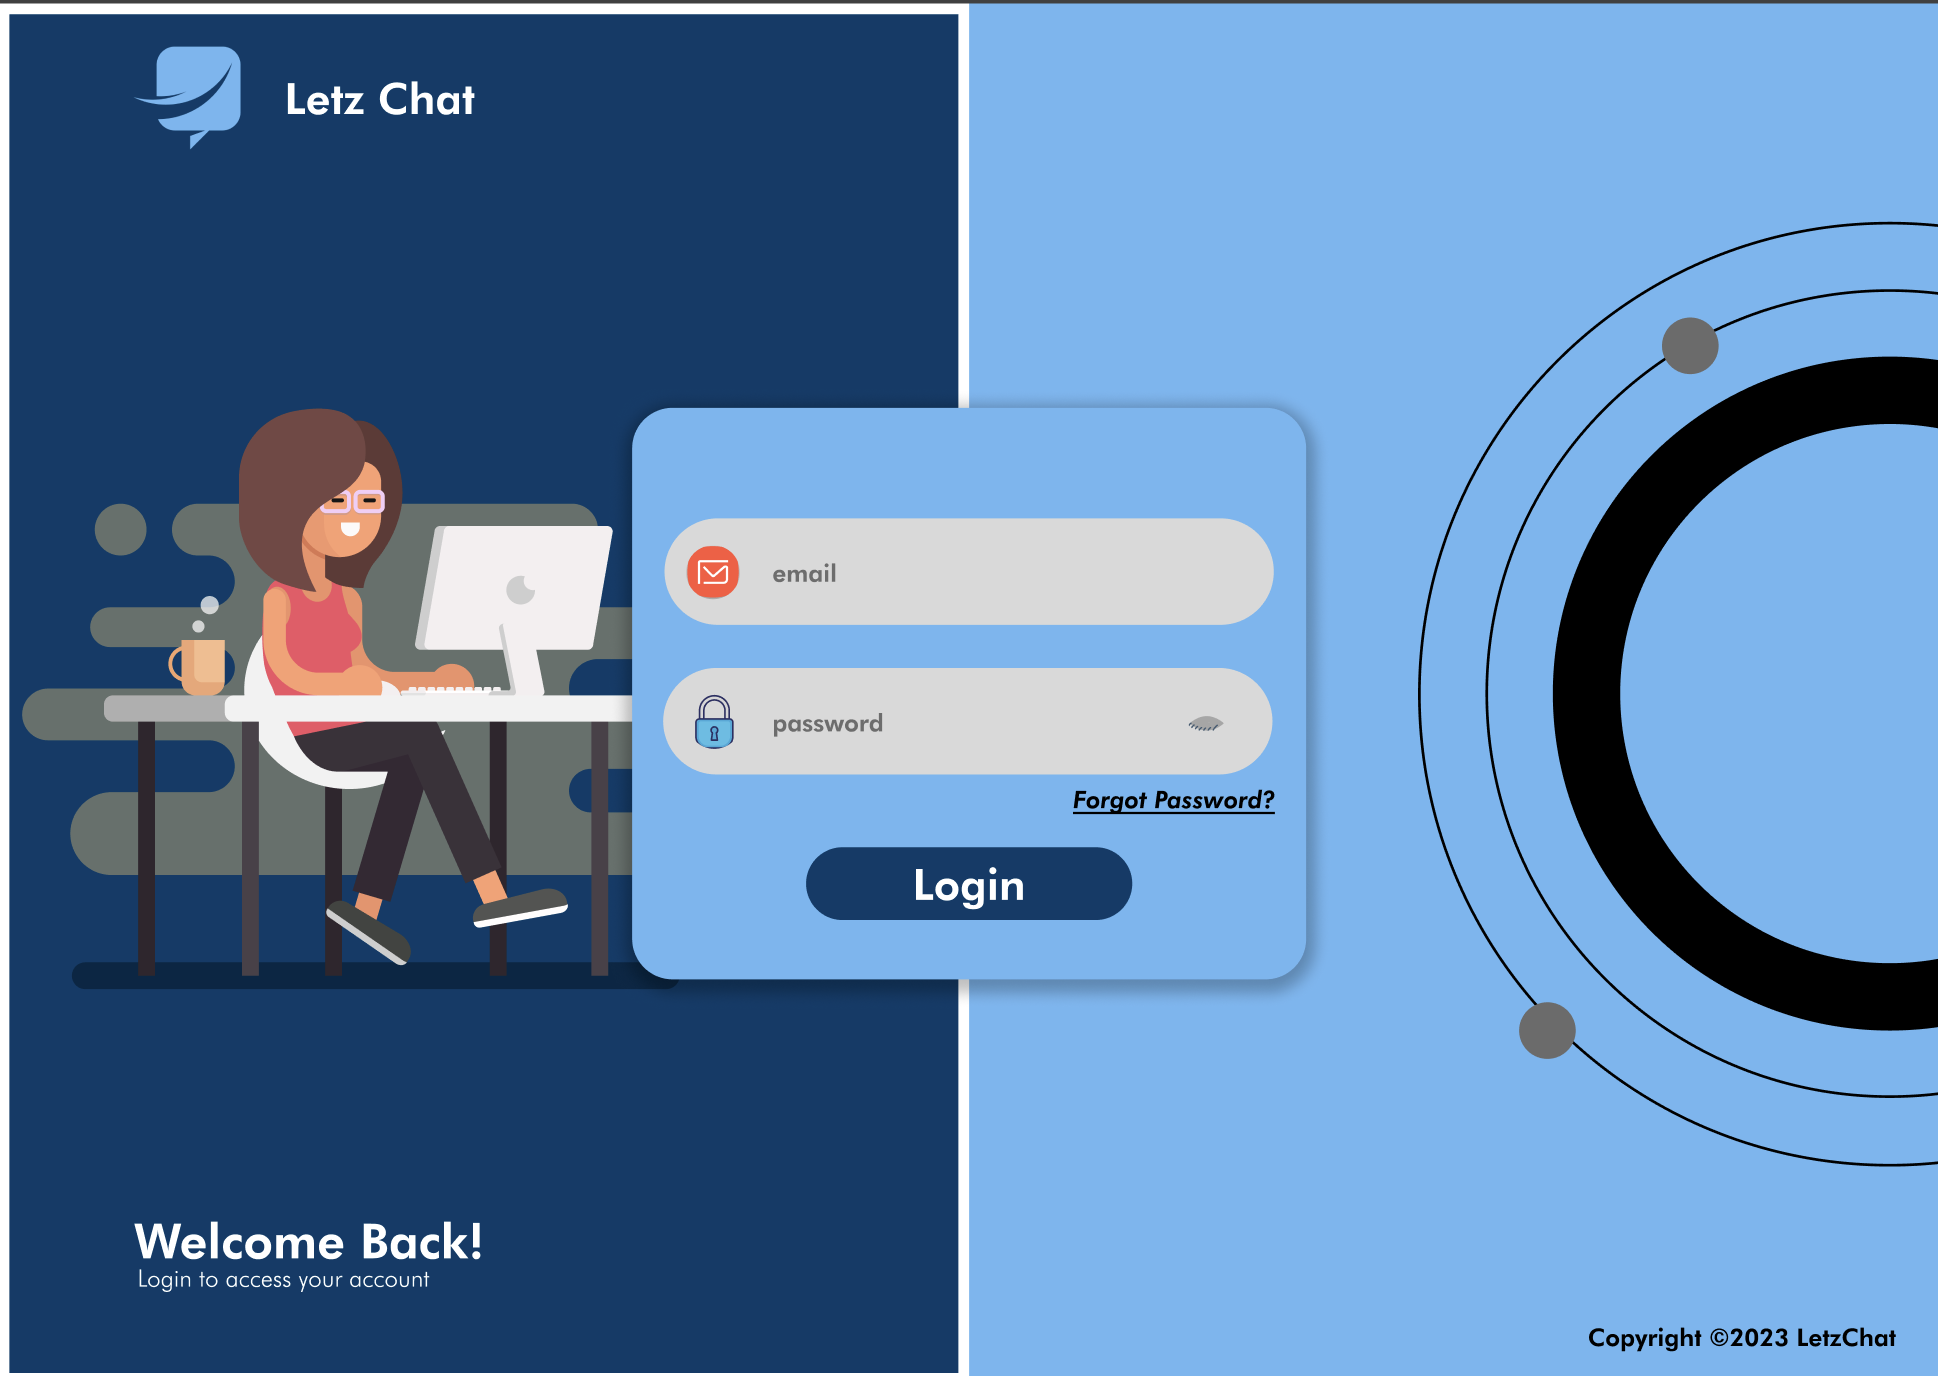 Letz Chat
email
password
Forgot Password?
Login
Welcome Back!
Login to access your account
Copyright ©2023 LetzChat